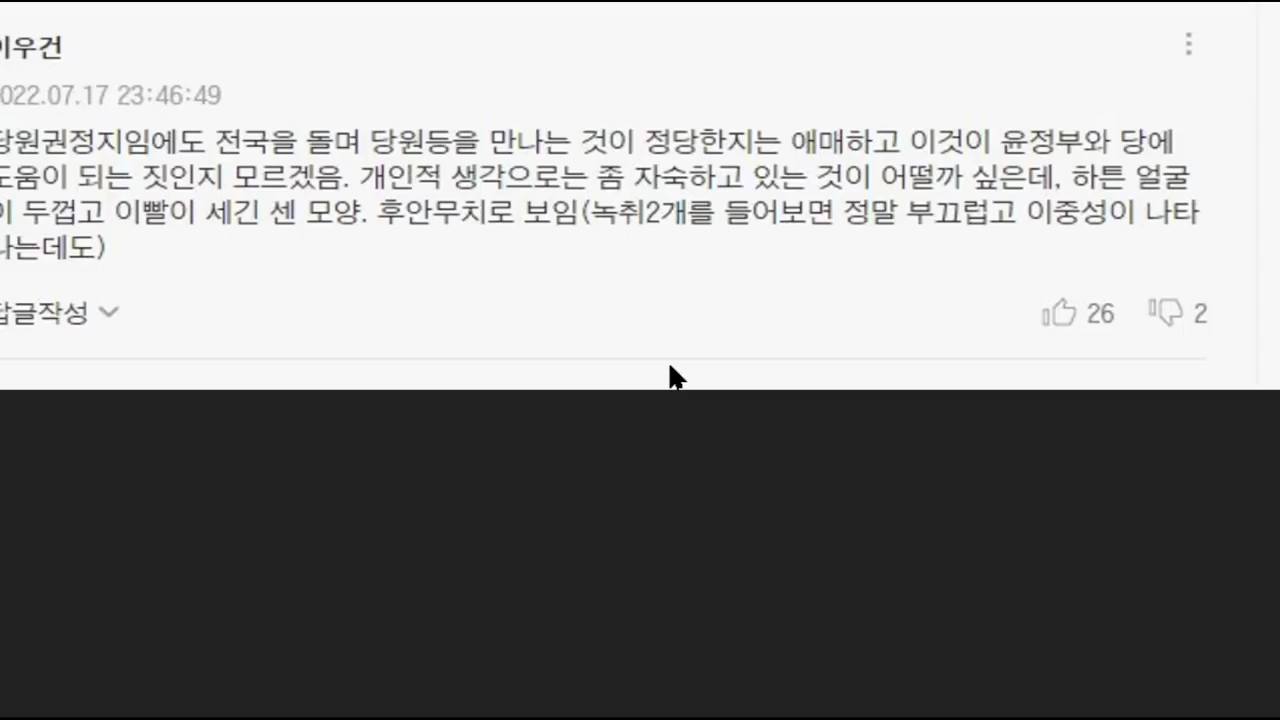 이우건
2022.07.17 23:46:49
당원권정지임에도 전국을 돌며 당원등을 만나는 것이 정당한지는 애매하고 이것이 윤정부와 당에
도움이 되는 짓인지 모르겠음. 개인적 생각으로는 좀 자숙하고 있는 것이 어떨까 싶은데, 하튼 얼굴
이 두껍고 이빨이 세긴 센 모양. 후안무치로 보임(녹취2개를 들어보면 정말 부끄럽고 이중성이 나타
나는데도)
답글작성
26 2